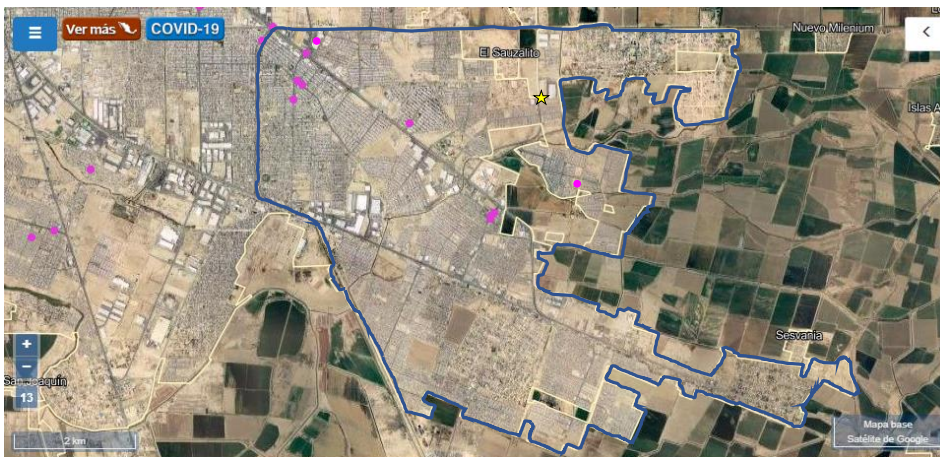 Ver más
COVID-19
Nuevo Milenium
El Sauzalito
Islas A
Sesvania
+
−
San Joaquín
13
2 km
Mapa base
Satélite de Google